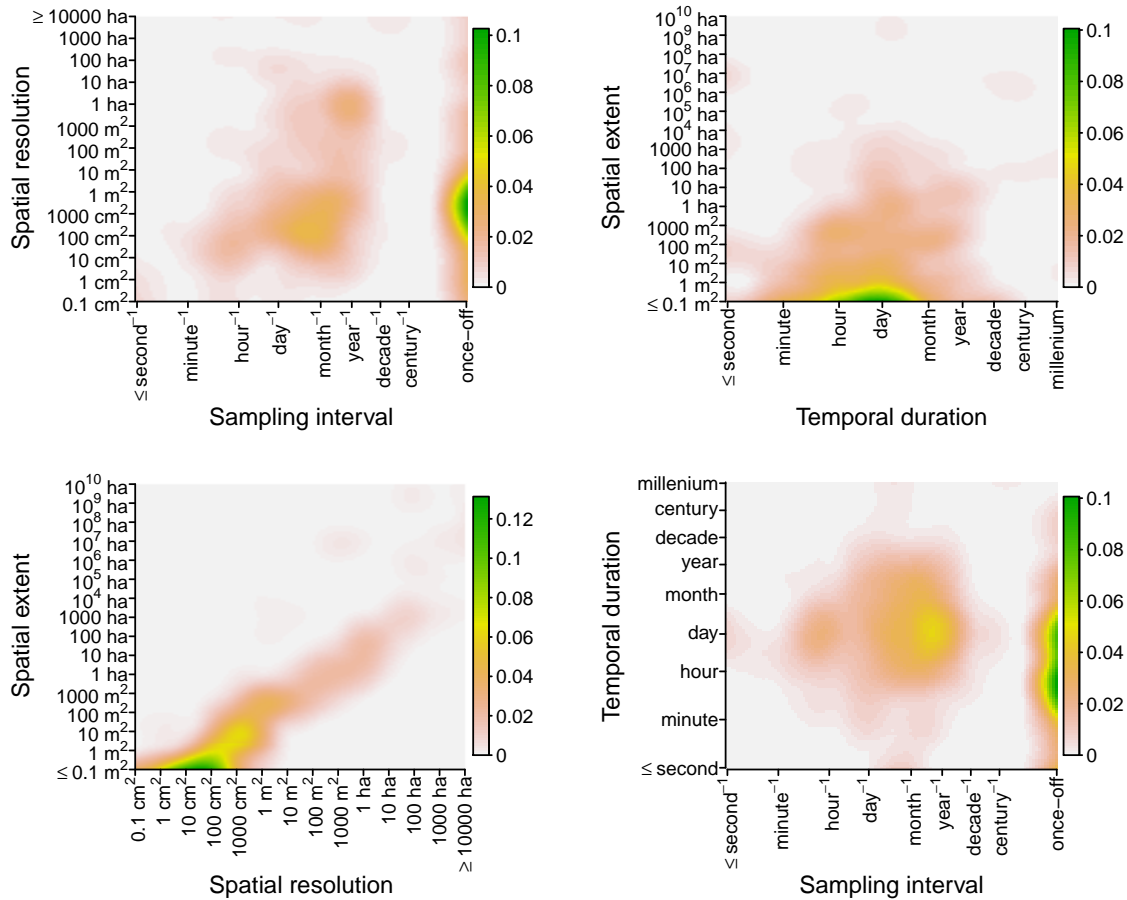 Spatial resolution
≥ 10000 ha
1000 ha
100 ha
10 ha
1 ha
1000 m²
100 m²
10 m²
1 m²
1000 cm²
100 cm²
10 cm²
1 cm²
0.1 cm²
≤ second⁻¹
minute⁻¹
hour⁻¹
day⁻¹
month⁻¹
year⁻¹
decade⁻¹
century⁻¹
once−off
Sampling interval
0.1
0.08
0.06
0.04
0.02
0
Spatial extent
10¹⁰ ha
10⁹ ha
10⁸ ha
10⁷ ha
10⁶ ha
10⁵ ha
10⁴ ha
1000 ha
100 ha
10 ha
1 ha
1000 m²
100 m²
10 m²
1 m²
≤ 0.1 m²
≤ second
minute
hour
day
month
year
decade
century
millenium
Temporal duration
0.1
0.08
0.06
0.04
0.02
0
Spatial extent
10¹⁰ ha
10⁹ ha
10⁸ ha
10⁷ ha
10⁶ ha
10⁵ ha
10⁴ ha
1000 ha
100 ha
10 ha
1 ha
1000 m²
100 m²
10 m²
1 m²
≤ 0.1 m²
0.1 cm²
1 cm²
10 cm²
100 cm²
1000 cm²
1 m²
10 m²
100 m²
1000 m²
1 ha
10 ha
100 ha
1000 ha
≥ 10000 ha
Spatial resolution
0.12
0.1
0.08
0.06
0.04
0.02
0
Temporal duration
millenium
century
decade
year
month
day
hour
minute
≤ second
≤ second⁻¹
minute⁻¹
hour⁻¹
day⁻¹
month⁻¹
year⁻¹
decade⁻¹
century⁻¹
once−off
Sampling interval
0.1
0.08
0.06
0.04
0.02
0